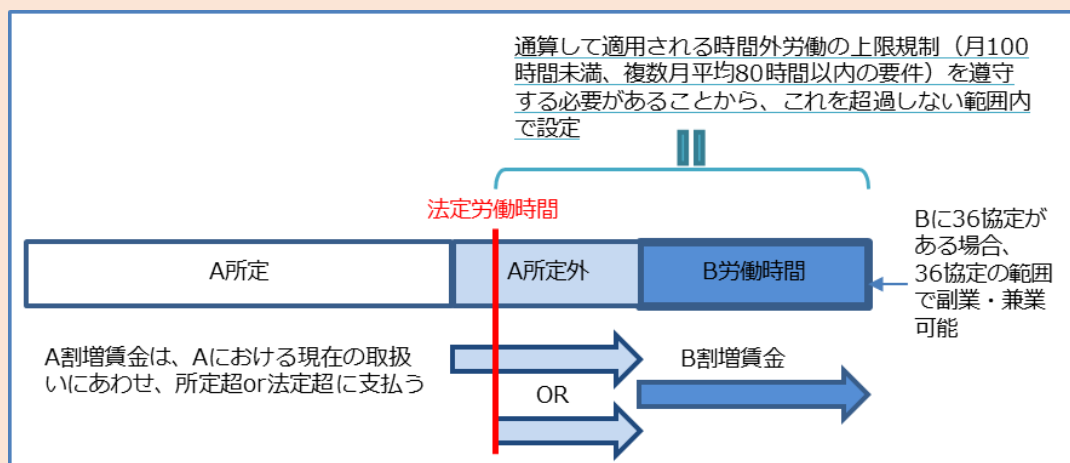 通算して適用される時間外労働の上限規制（月100
時間未満、複数月平均80時間以内の要件）を遵守
する必要があることから、これを超過しない範囲内
で設定
法定労働時間
A所定
A所定外
B労働時間
Bに36協定が
ある場合、
36協定の範囲
で副業・兼業
可能
A割増賃金は、Aにおける現在の取扱
いにあわせ、所定超or法定超に支払う
OR
B割増賃金